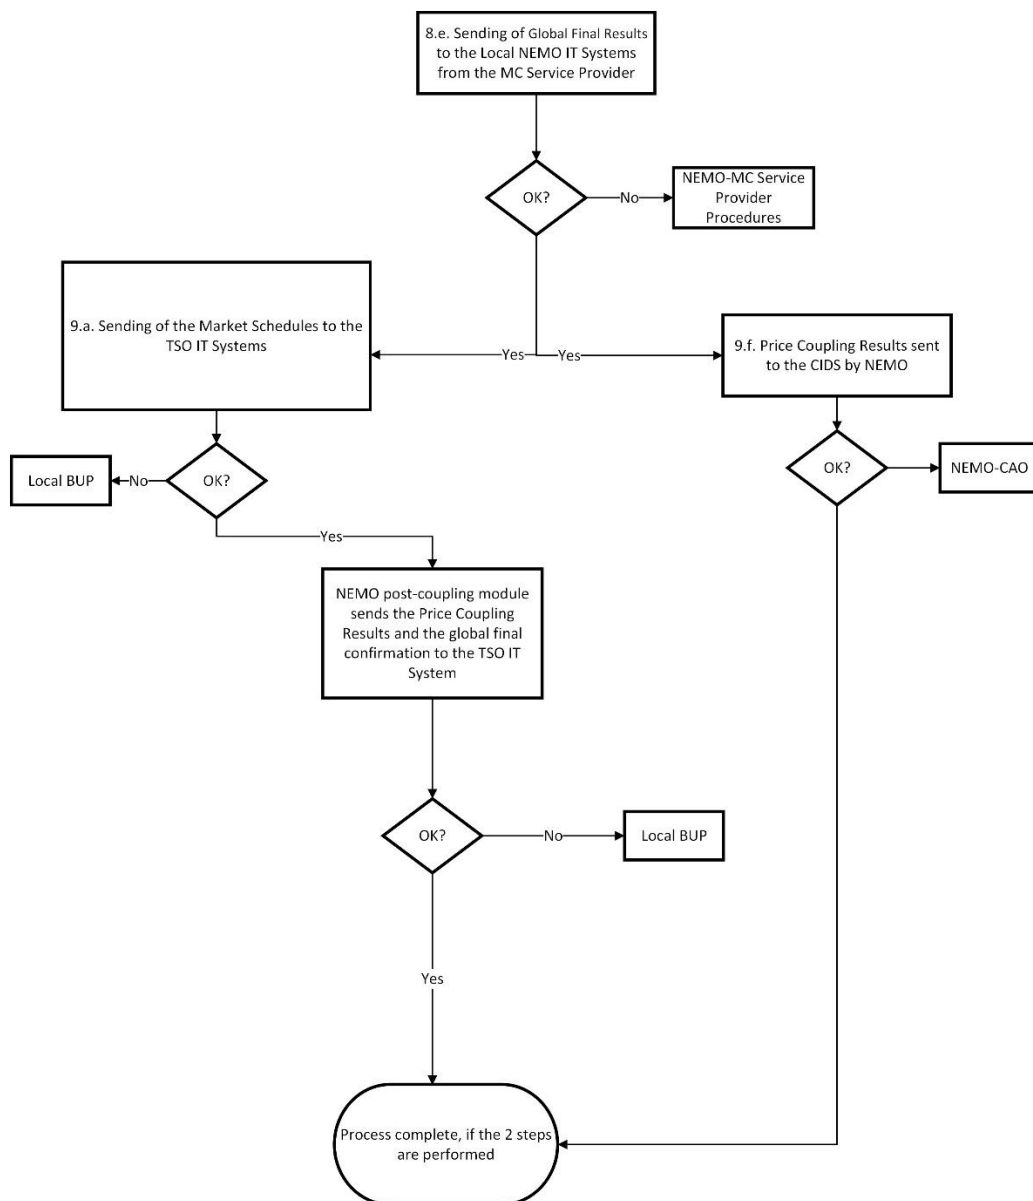 8.e. Sending of Global Final Results
to the Local NEMO IT Systems
from the MC Service Provider
OK?
No
NEMO-MC Service
Provider
Procedures
9.a. Sending of the Market Schedules to the
TSO IT Systems
Yes
Yes
9.f. Price Coupling Results sent
to the CIDS by NEMO
Local BUP
No
OK?
OK?
NEMO-CAO
Yes
NEMO post-coupling module
sends the Price Coupling
Results and the global final
confirmation to the TSO IT
System
OK?
No
Local BUP
Yes
Process complete, if the 2 steps
are performed